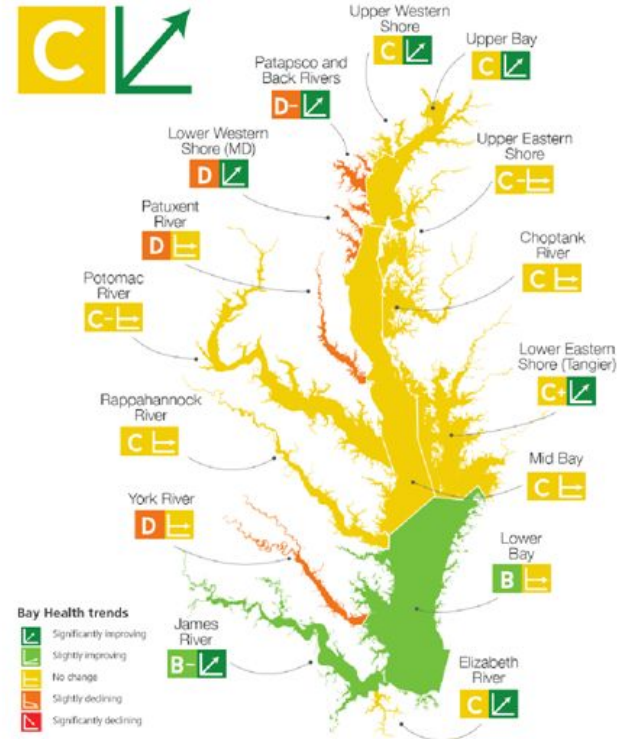 C
Upper Western
Shore
C
Upper Bay
C
Patapsco and
Back Rivers
D-
Lower Western
Shore (MD)
D
Upper Eastern
Shore
C-
Patuxent
River
D
Choptank
River
C
Potomac
River
C-
Lower Eastern
Shore (Tangier)
C+
Rappahannock
River
C
Mid Bay
C
York River
D
Lower
Bay
B
James
River
B-
Elizabeth
River
C
Bay Health trends
Significantly improving
Slightly improving
No change
Slightly declining
Significantly declining